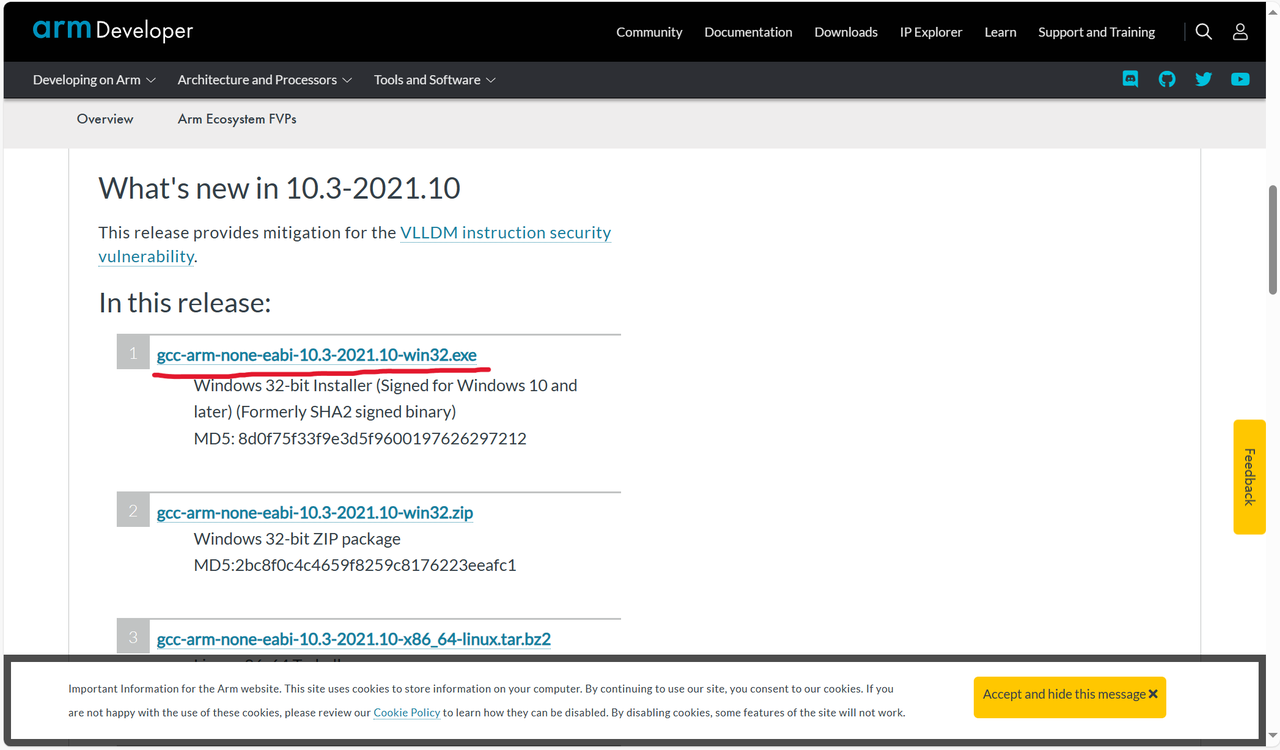 arm Developer
Community Documentation Downloads IP Explorer Learn Support and Training
Developing on Arm Architecture and Processors Tools and Software
Overview Arm Ecosystem FVPs
What's new in 10.3-2021.10
This release provides mitigation for the VLLDM instruction security
vulnerability.
In this release:
1 gcc-arm-none-eabi-10.3-2021.10-win32.exe
Windows 32-bit Installer (Signed for Windows 10 and
later) (Formerly SHA2 signed binary)
MD5: 8d0f75f33f9e3d5f9600197626297212
Feedback
2 gcc-arm-none-eabi-10.3-2021.10-win32.zip
Windows 32-bit ZIP package
MD5:2bc8f0c4c4659f8259c8176223eeafc1
3 gcc-arm-none-eabi-10.3-2021.10-x86_64-linux.tar.bz2
Important Information for the Arm website. This site uses cookies to store information on your computer. By continuing to use our site, you consent to our cookies. If you
are not happy with the use of these cookies, please review our Cookie Policy to learn how they can be disabled. By disabling cookies, some features of the site will not work.
Accept and hide this message